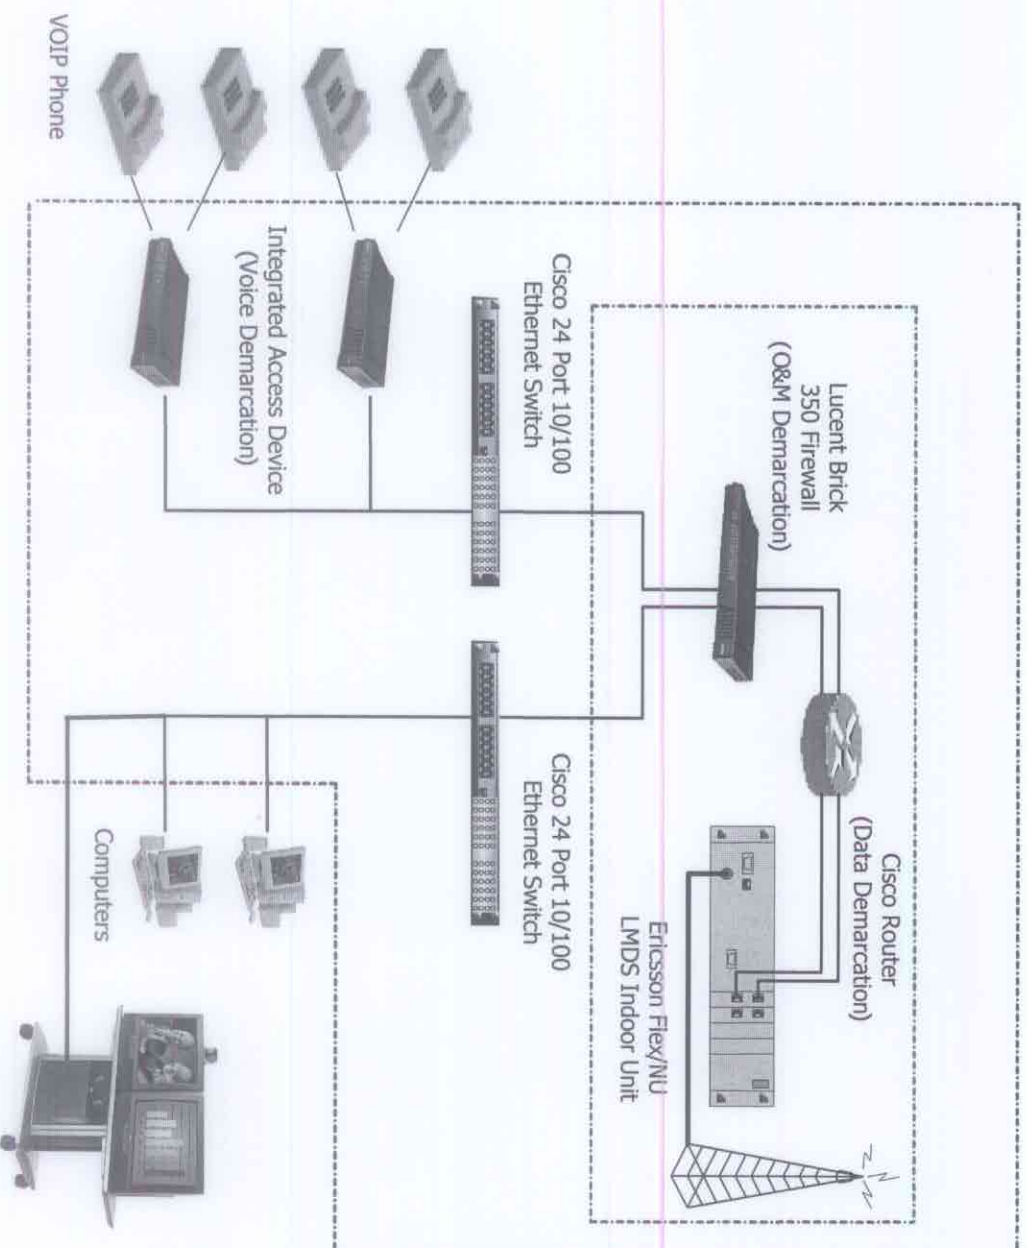 Lucent Brick
350 Firewall
(O&M Demarcation)
Cisco Router
(Data Demarcation)
Ericsson Flex/NU
LMDS Indoor Unit
Cisco 24 Port 10/100
Ethernet Switch
Cisco 24 Port 10/100
Ethernet Switch
Integrated Access Device
(Voice Demarcation)
VOIP Phone
Computers